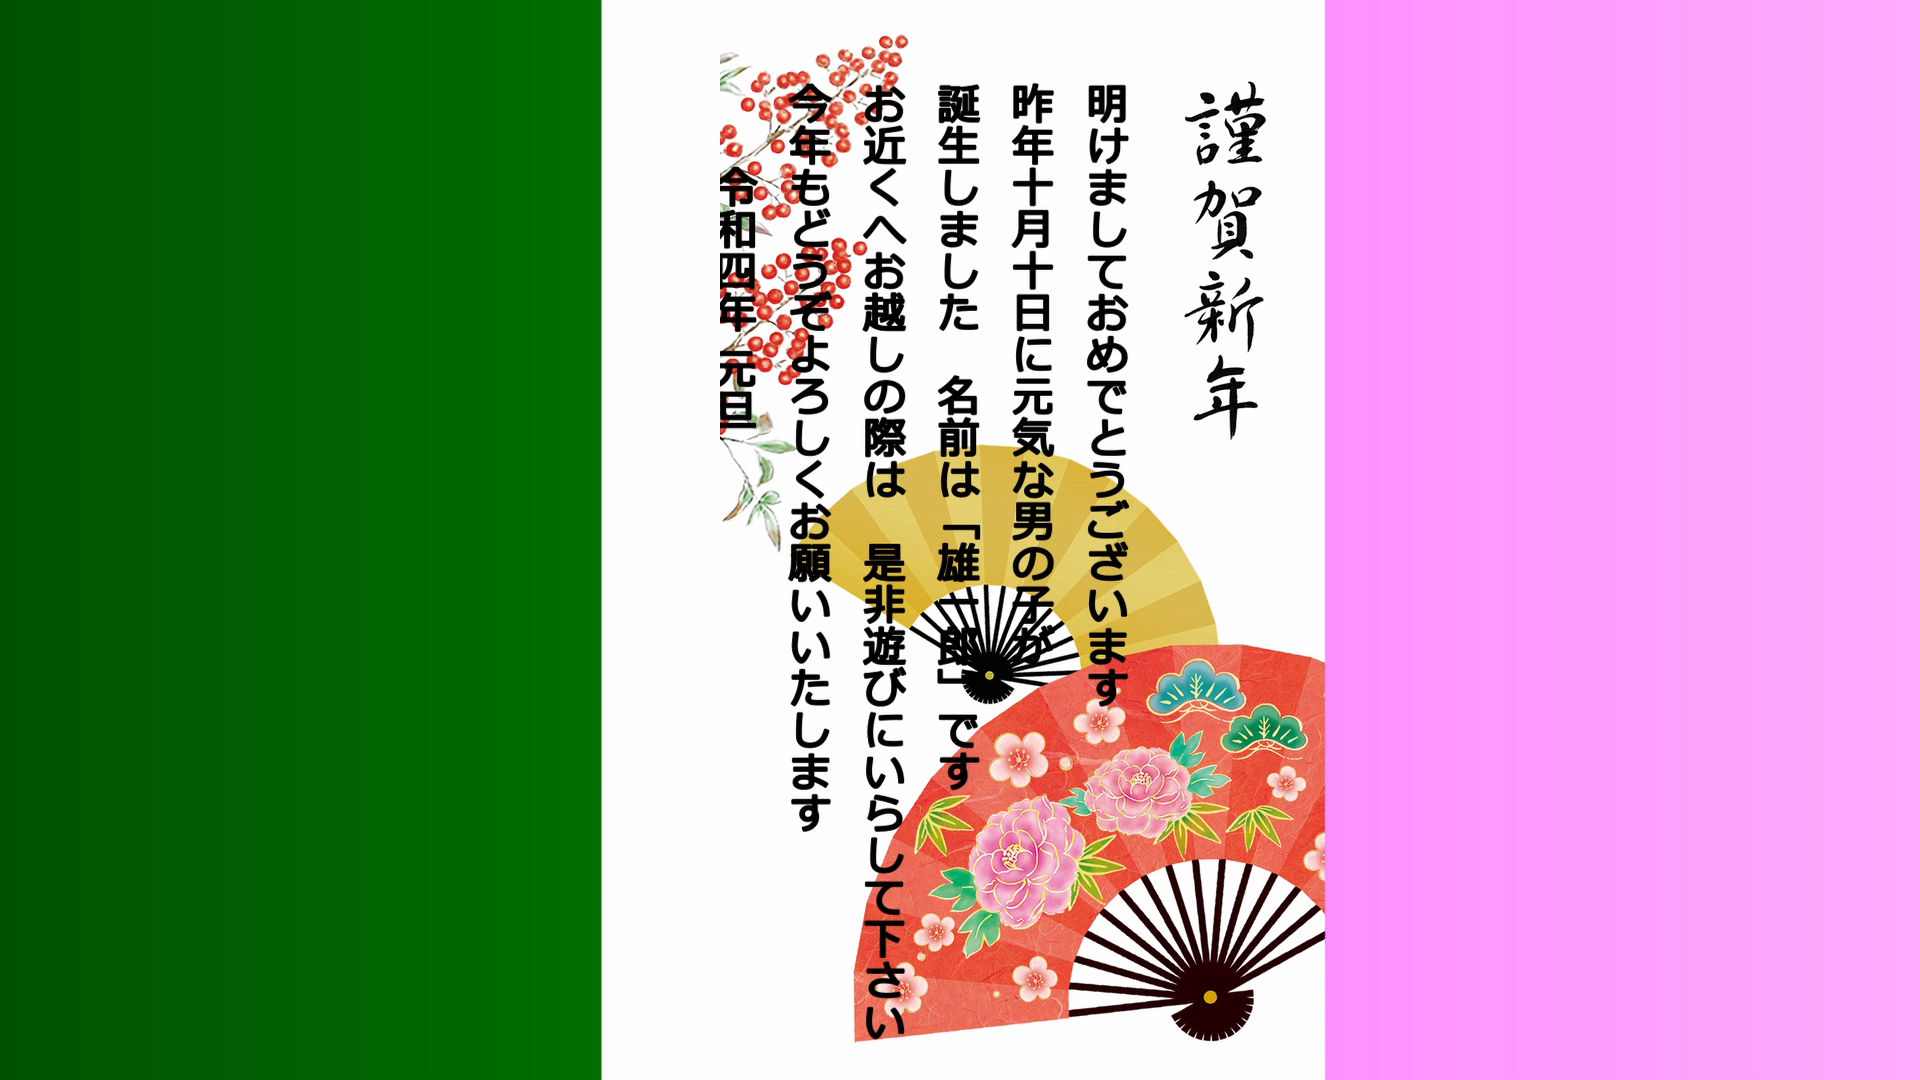 謹賀新年
明けましておめでとうございます
昨年十月十日に元気な男の子が
誕生しました　名前は「雄一郎」です
お近くへお越しの際は　是非遊びにいらして下さい
今年もどうぞよろしくお願いいたします
令和四年 元旦